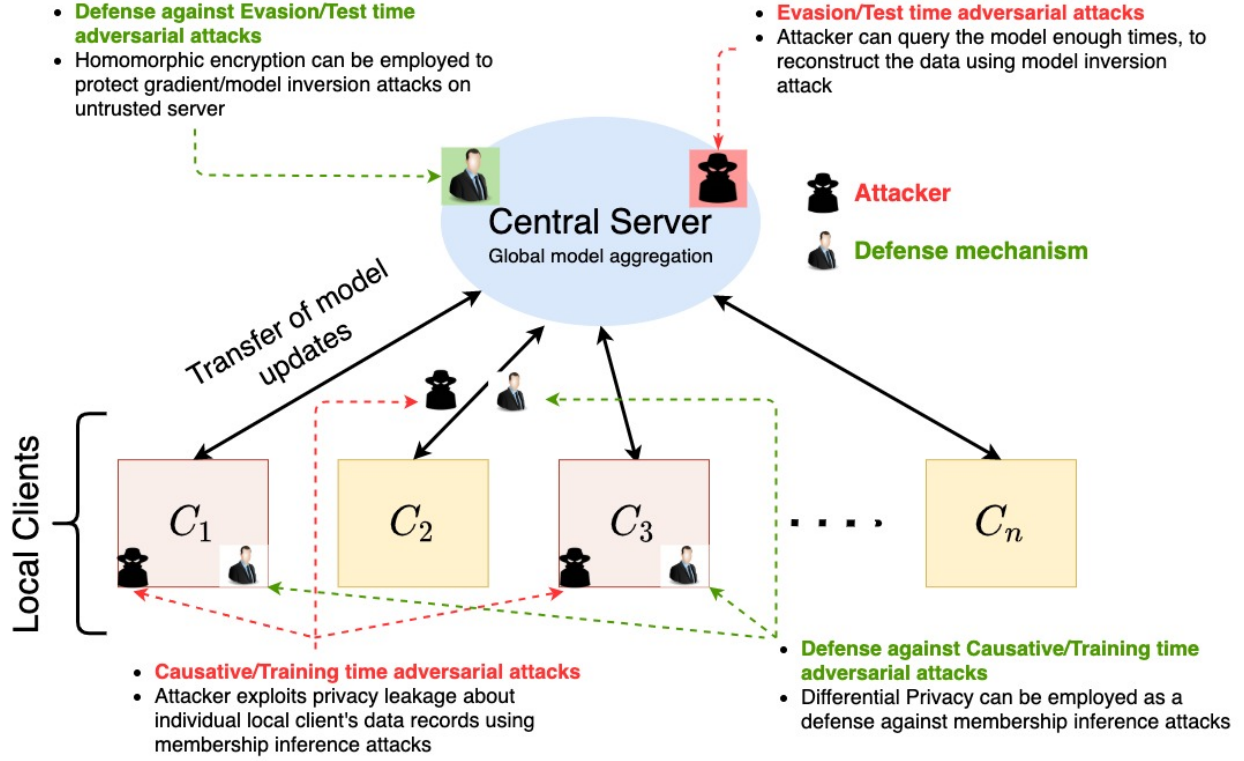 • Defense against Evasion/Test time
adversarial attacks
• Homomorphic encryption can be employed to
protect gradient/model inversion attacks on
untrusted server
• Evasion/Test time adversarial attacks
• Attacker can query the model enough times, to
reconstruct the data using model inversion
attack
Central Server
Global model aggregation
Attacker
Defense mechanism
Transfer of model
updates
Local Clients
C1
C2
C3
.....
Cn
• Causative/Training time adversarial attacks
• Attacker exploits privacy leakage about
individual local client's data records using
membership inference attacks
• Defense against Causative/Training time
adversarial attacks
• Differential Privacy can be employed as a
defense against membership inference attacks